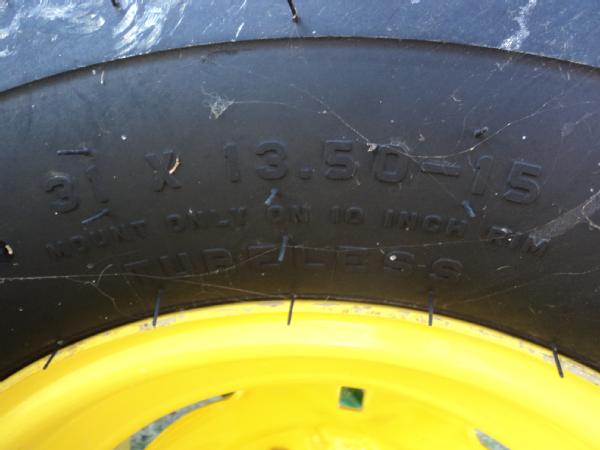 31 X 13.50-15
MOUNT ONLY ON 10 INCH RIM
TUBELESS